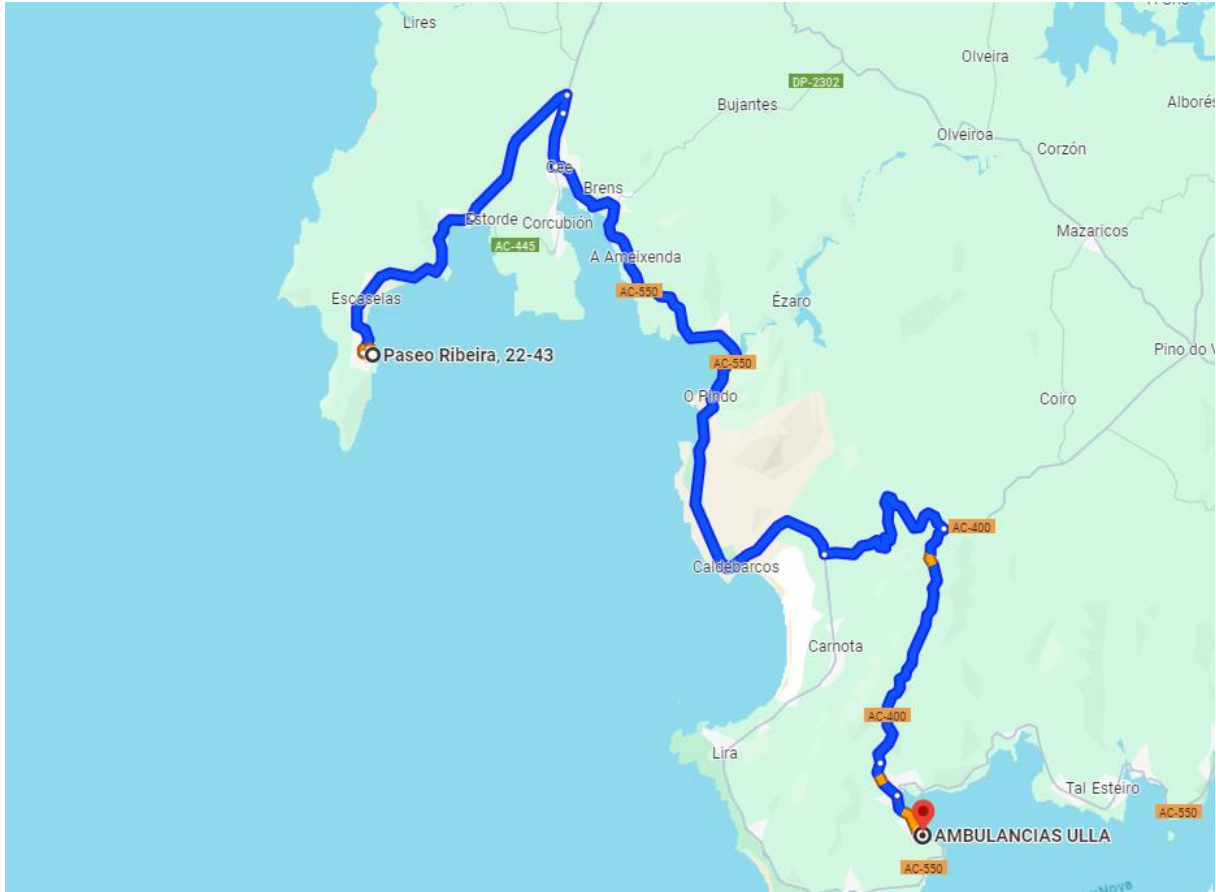 Lires
Olveira
DP-2302
Bujantes
Alborés
Olveiroa
Corzón
Cee
Brens
Estorde
Corcubión
Mazaricos
AC-445
A Ameixenda
AC-550
Escaselas
Ézaro
Paseo Ribeira, 22-43
AC-550
Pino do V
O Pindo
Coiro
AC-400
Caldebarcos
Carnota
AC-400
Lira
Tal Esteiro
AC-550
AMBULANCIAS ULLA
AC-550